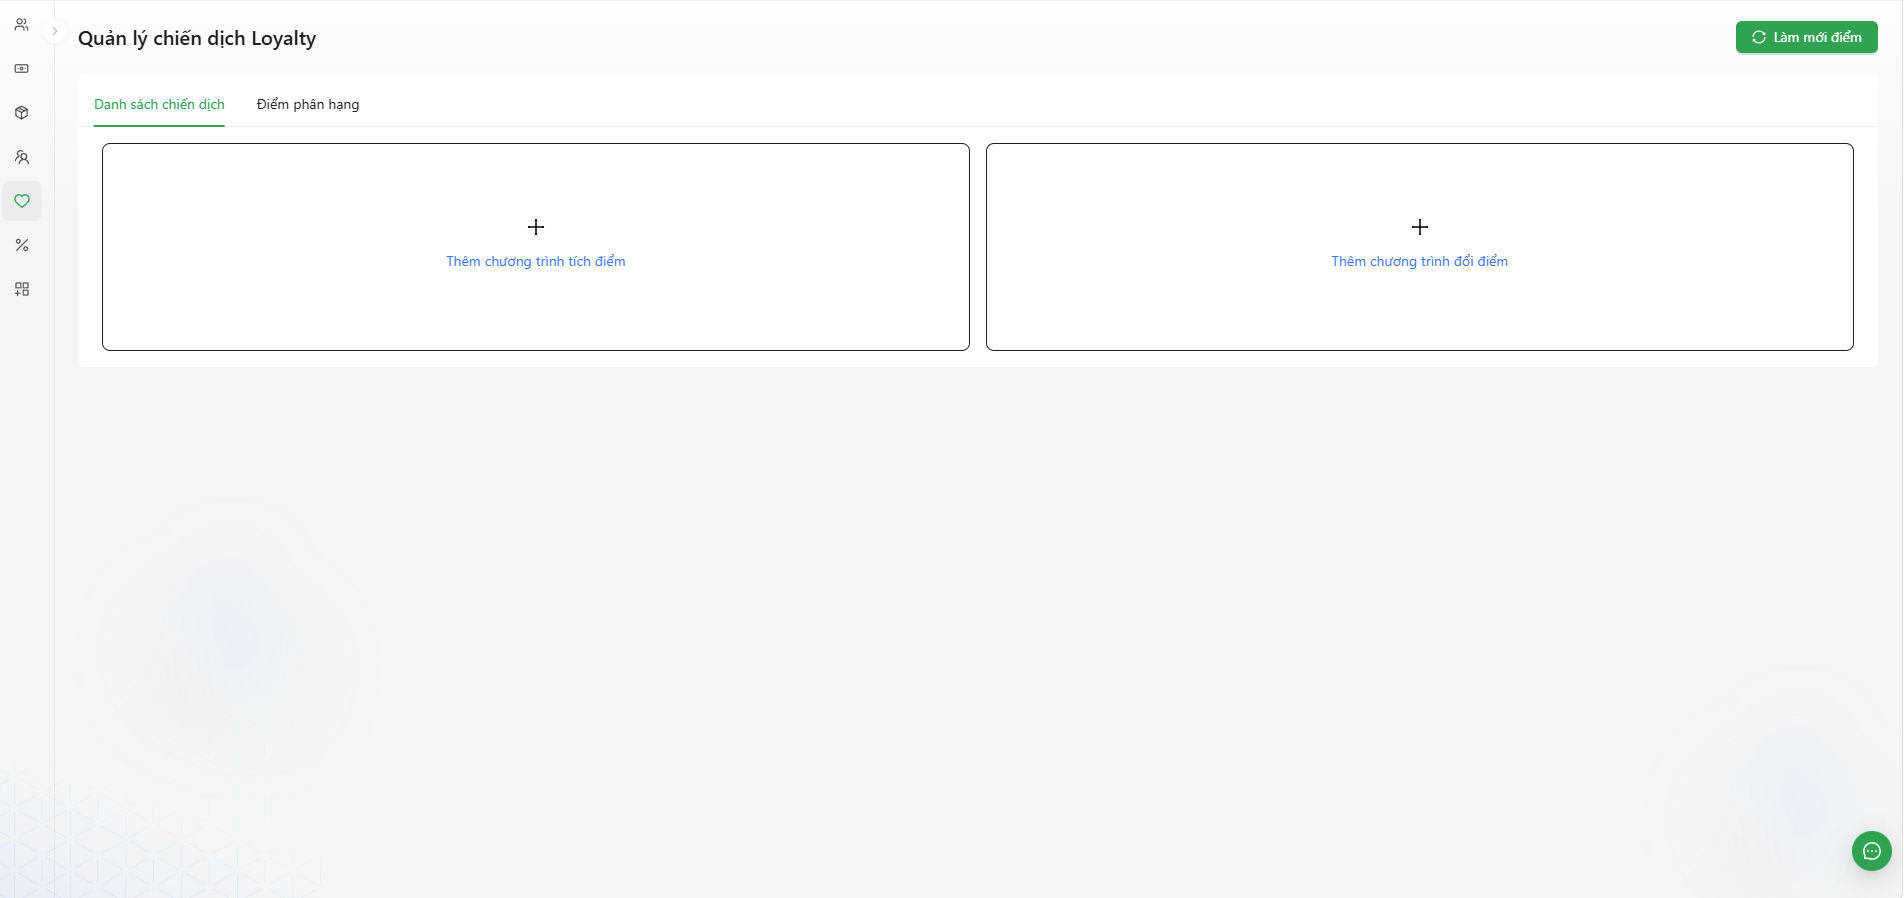 Quản lý chiến dịch Loyalty
Làm mới điểm
Danh sách chiến dịch
Điểm phân hạng
Thêm chương trình tích điểm
Thêm chương trình đổi điểm